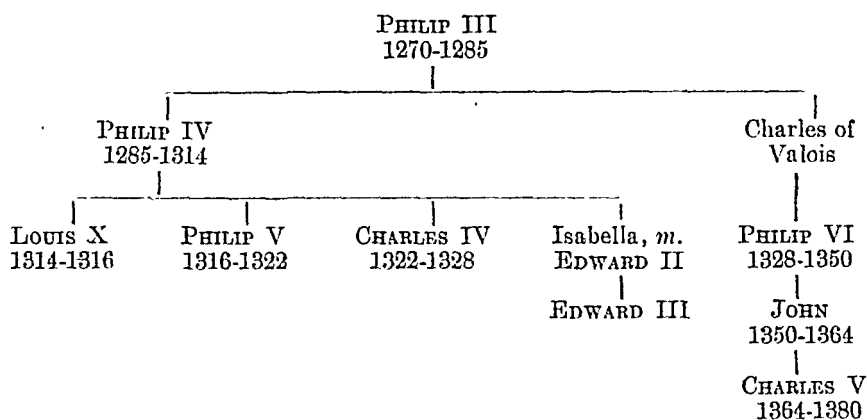 PHILIP III
1270-1285
PHILIP IV
1285-1314
Charles of
Valois
LOUIS X
1314-1316
PHILIP V
1316-1322
CHARLES IV
1322-1328
Isabella, m.
EDWARD II
PHILIP VI
1328-1350
EDWARD III
JOHN
1350-1364
CHARLES V
1364-1380